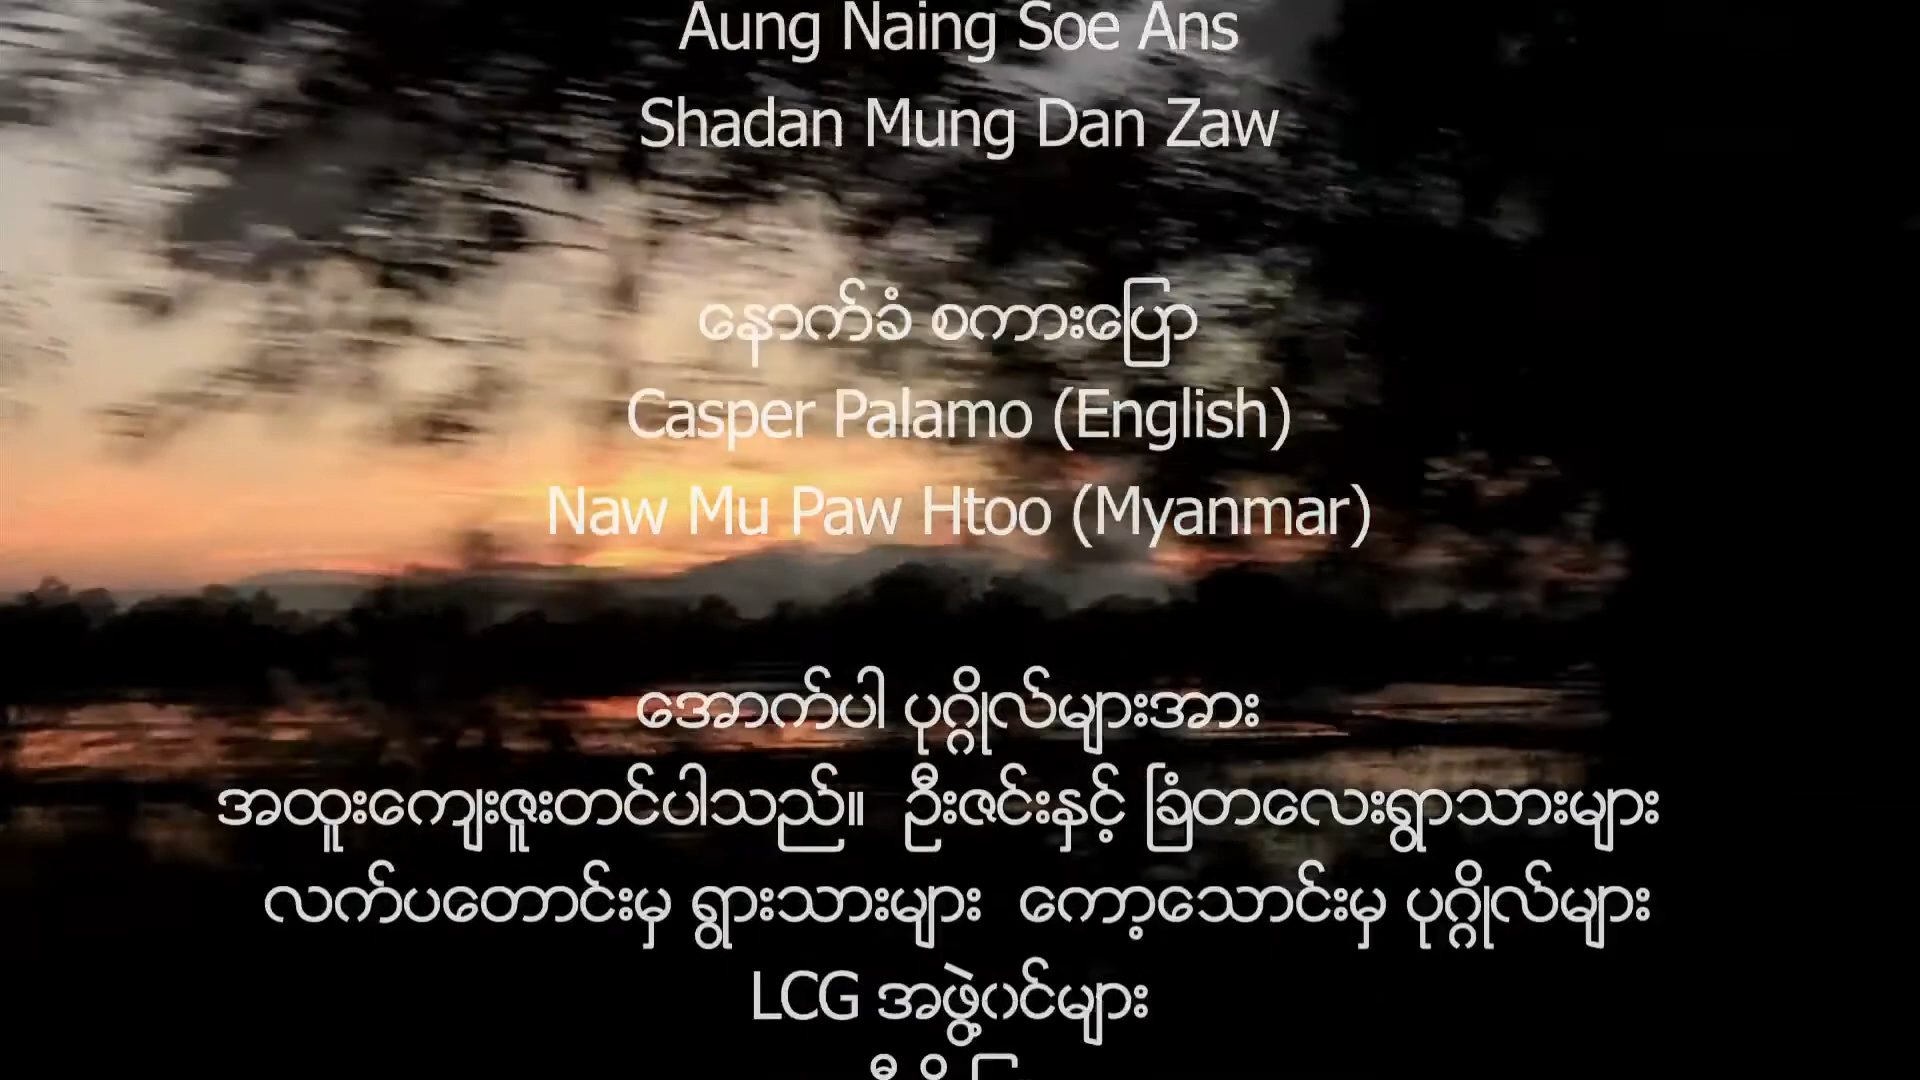 Aung Naing Soe Ans
Shadan Mung Dan Zaw
နောက်ခံ စကားပြော
Casper Palamo (English)
Naw Mu Paw Htoo (Myanmar)
အောက်ပါ ပုဂ္ဂိုလ်များအား
အထူးကျေးဇူးတင်ပါသည်။ ဦးဇင်းနှင့် ခြံတလေးရွာသားများ
လက်ပတောင်းမှ ရွားသားများ ကော့သောင်းမှ ပုဂ္ဂိုလ်များ
LCG အဖွဲ့ဝင်များ